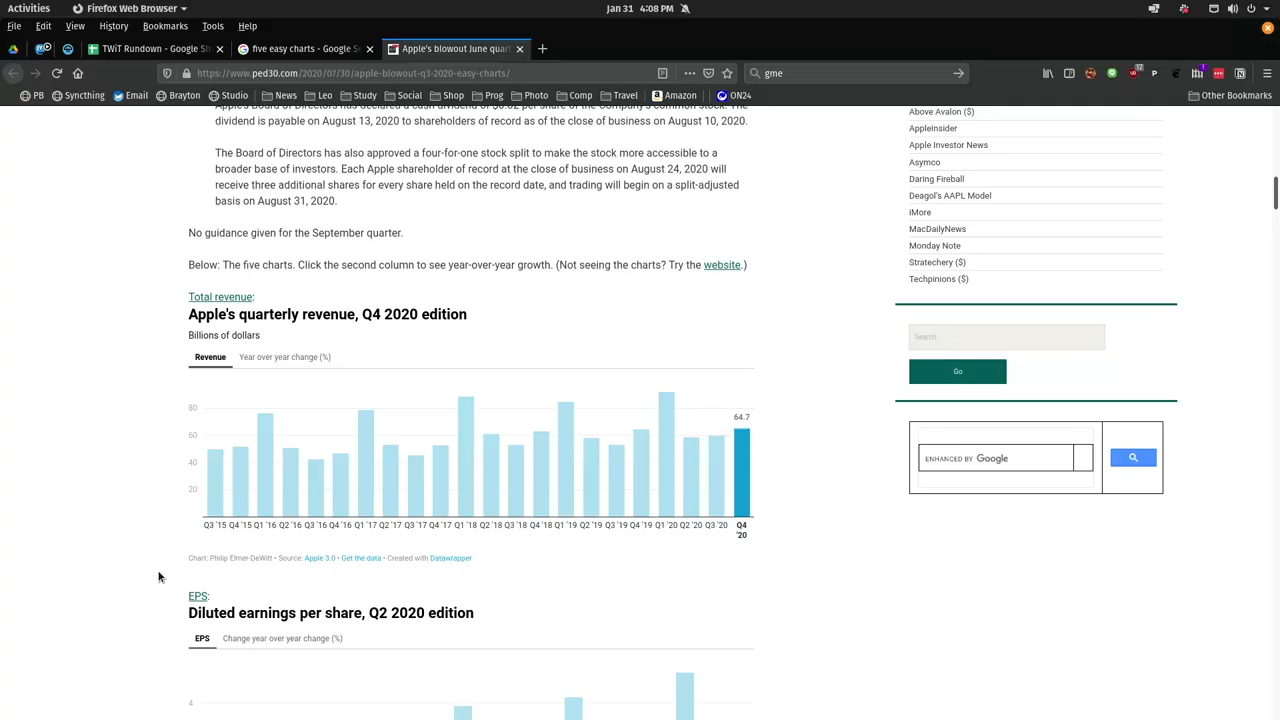 Activities
Firefox Web Browser
Jan 31 4:08 PM
File Edit View History Bookmarks Tools Help
TWiT Rundown - Google Sh
five easy charts - Google Se
Apple's blowout June quart
https://www.ped30.com/2020/07/30/apple-blowout-q3-2020-easy-charts/
gme
12
1
PB Syncthing Email Brayton Studio News Leo Study Social Shop Prog Photo Comp Travel Amazon ON24 Other Bookmarks
dividend is payable on August 13, 2020 to shareholders of record as of the close of business on August 10, 2020.
The Board of Directors has also approved a four-for-one stock split to make the stock more accessible to a
broader base of investors. Each Apple shareholder of record at the close of business on August 24, 2020 will
receive three additional shares for every share held on the record date, and trading will begin on a split-adjusted
basis on August 31, 2020.
No guidance given for the September quarter.
Below: The five charts. Click the second column to see year-over-year growth. (Not seeing the charts? Try the website.)
Total revenue:
Apple's quarterly revenue, Q4 2020 edition
Billions of dollars
Revenue Year over year change (%)
80
60
40
20
64.7
Q3 '15 Q4 '15 Q1 '16 Q2 '16 Q3 '16 Q4 '16 Q1 '17 Q2 '17 Q3 '17 Q4 '17 Q1 '18 Q2 '18 Q3 '18 Q4 '18 Q1 '19 Q2 '19 Q3 '19 Q4 '19 Q1 '20 Q2 '20 Q3 '20 Q4
'20
Chart: Philip Elmer-DeWitt • Source: Apple 3.0 • Get the data • Created with Datawrapper
EPS:
Diluted earnings per share, Q2 2020 edition
EPS Change year over year change (%)
4
Above Avalon ($)
AppleInsider
Apple Investor News
Asymco
Daring Fireball
Deagol's AAPL Model
iMore
MacDailyNews
Monday Note
Stratechery ($)
Techpinions ($)
Search...
Go
ENHANCED BY Google